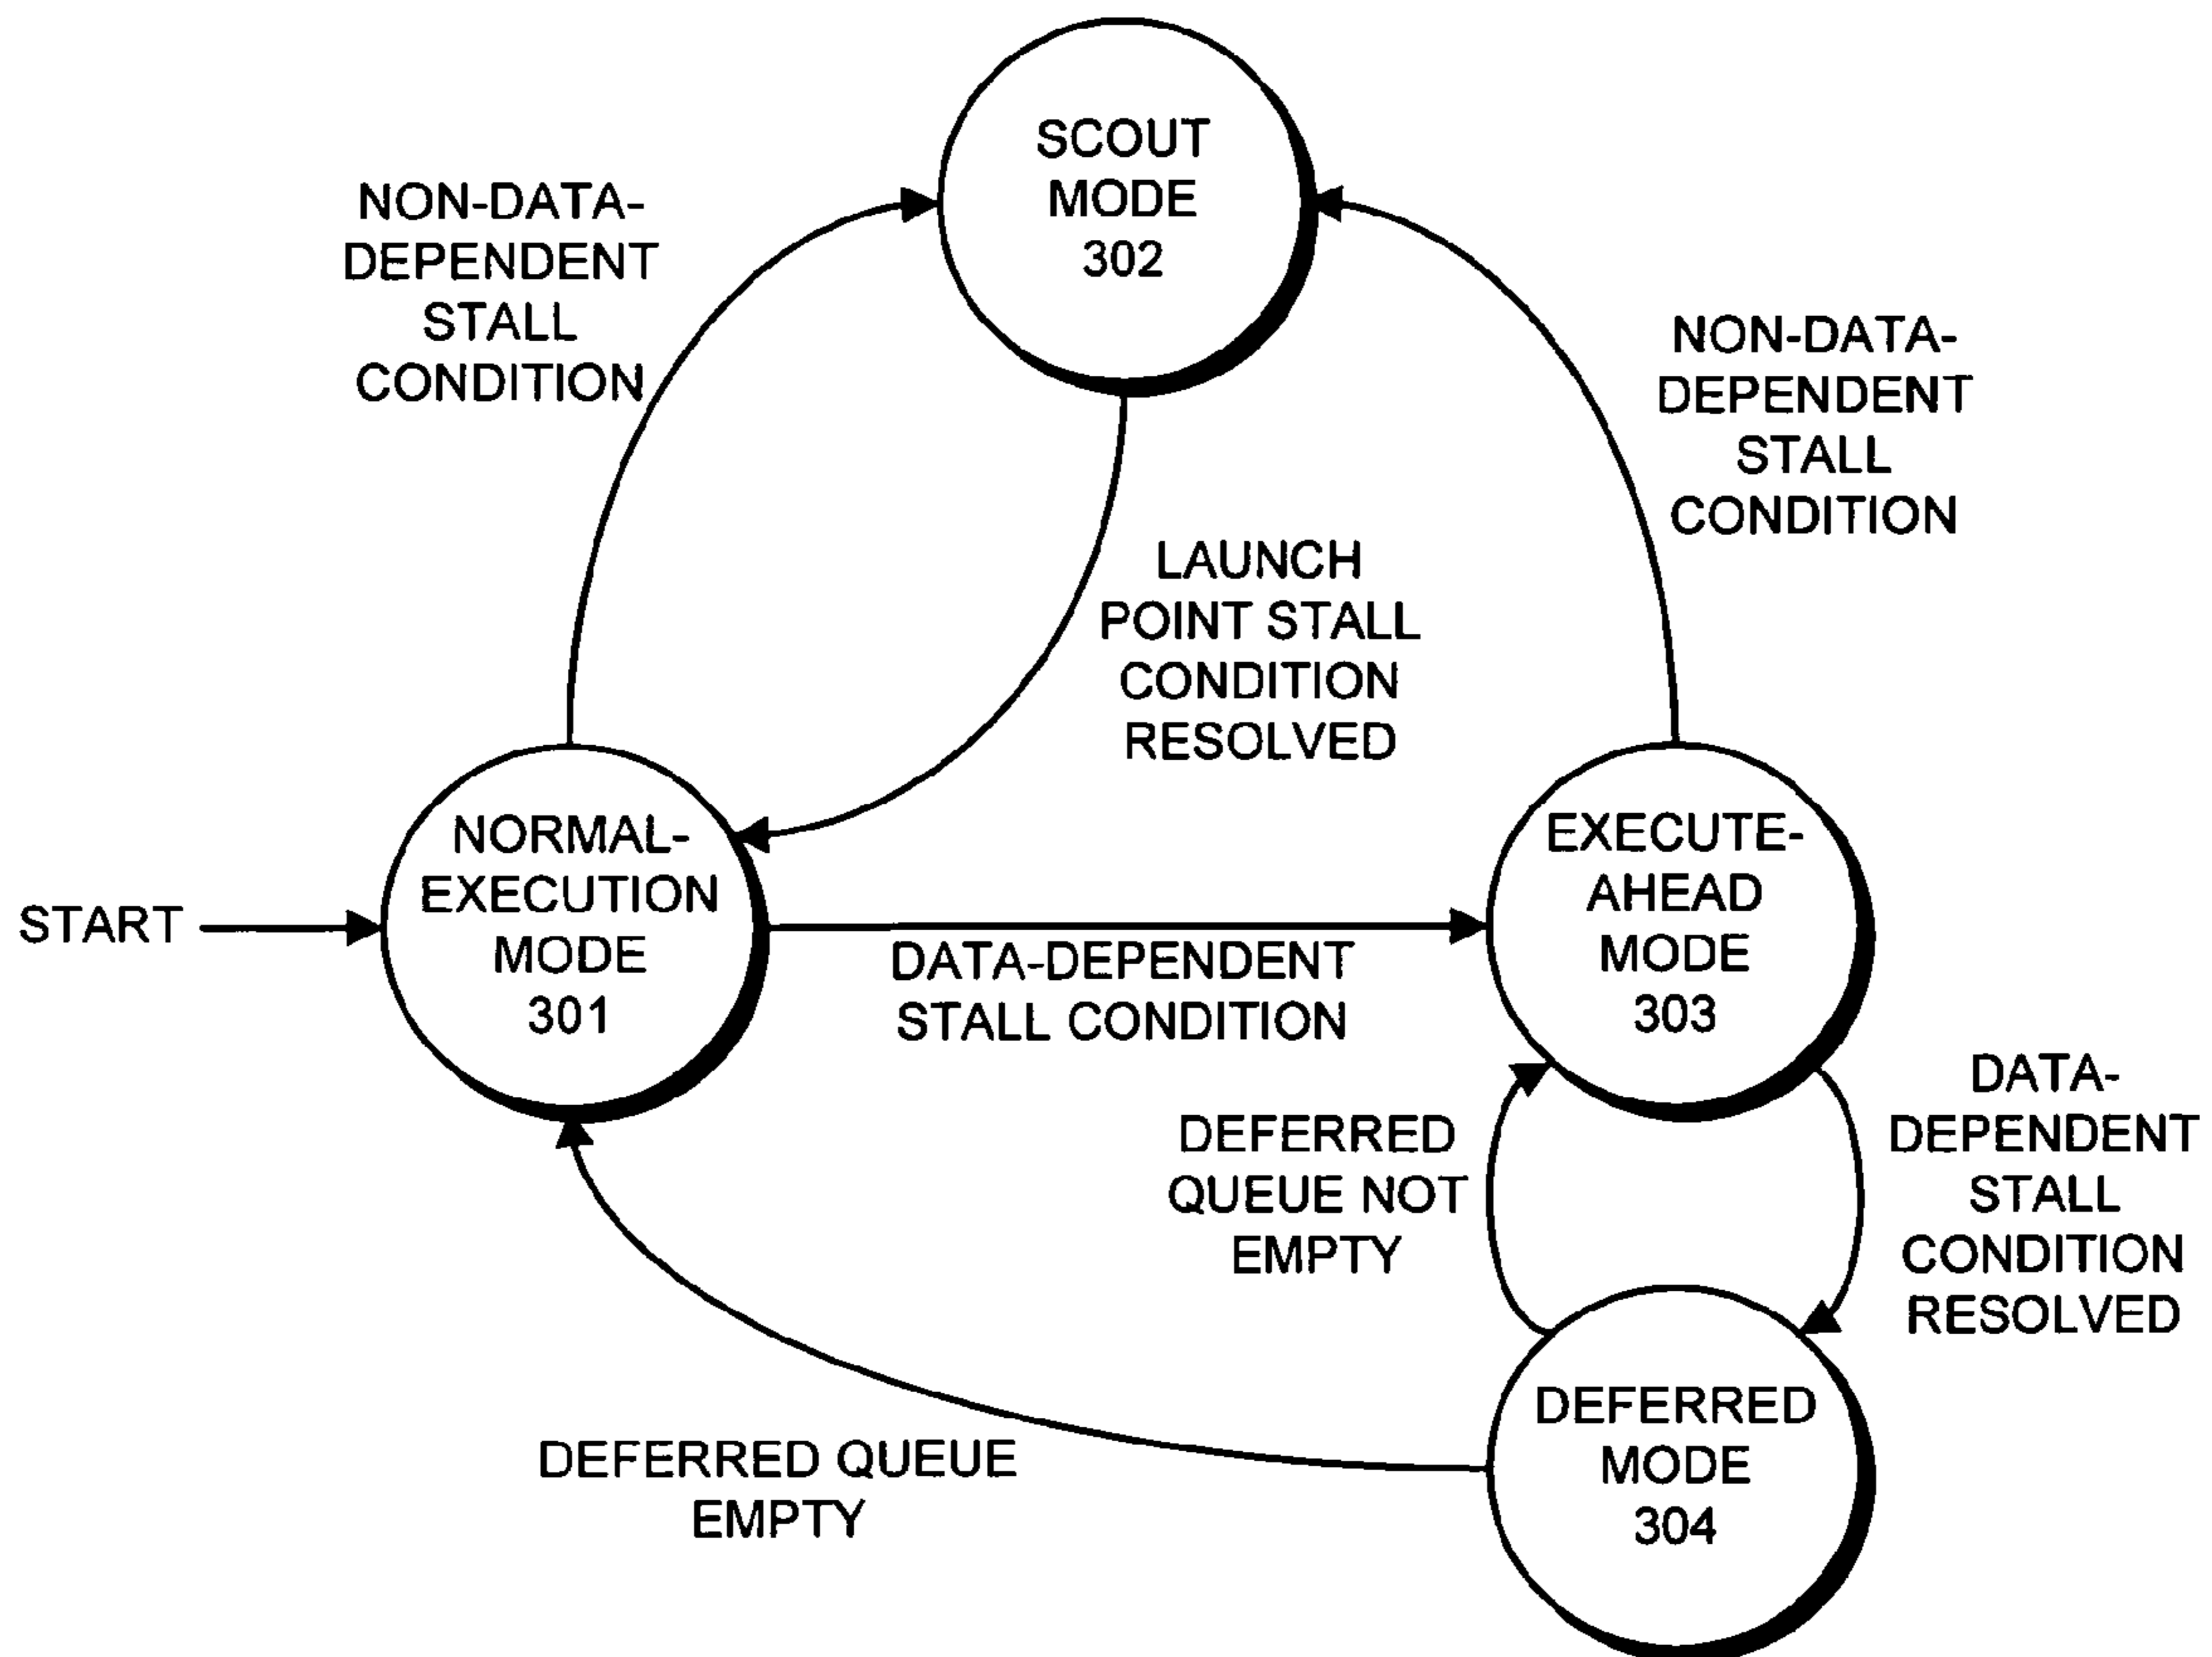 SCOUT
MODE
302
NON-DATA-
DEPENDENT
STALL
CONDITION
NON-DATA-
DEPENDENT
STALL
CONDITION
LAUNCH
POINT STALL
CONDITION
RESOLVED
START
NORMAL-
EXECUTION
MODE
301
DATA-DEPENDENT
STALL CONDITION
EXECUTE-
AHEAD
MODE
303
DEFERRED
QUEUE NOT
EMPTY
DATA-
DEPENDENT
STALL
CONDITION
RESOLVED
DEFERRED
MODE
304
DEFERRED QUEUE
EMPTY